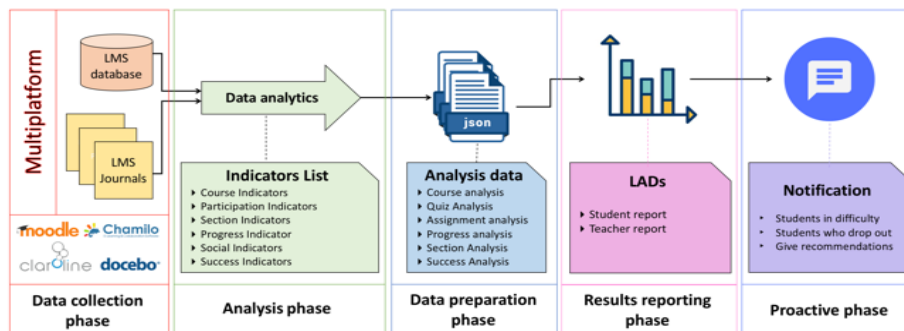 Multiplatform
LMS
database
LMS
Journals
moodle
Chamilo
claroline
docebo
Data collection
phase
Data analytics
Indicators List
Course Indicators
Participation Indicators
Section Indicators
Progress Indicator
Social Indicators
Success Indicators
Analysis phase
json
Analysis data
Course analysis
Quiz Analysis
Assignment analysis
Progress analysis
Section Analysis
Success Analysis
Data preparation
phase
LADs
Student report
Teacher report
Results reporting
phase
Notification
Students in difficulty
Students who drop out
Give recommendations
Proactive phase